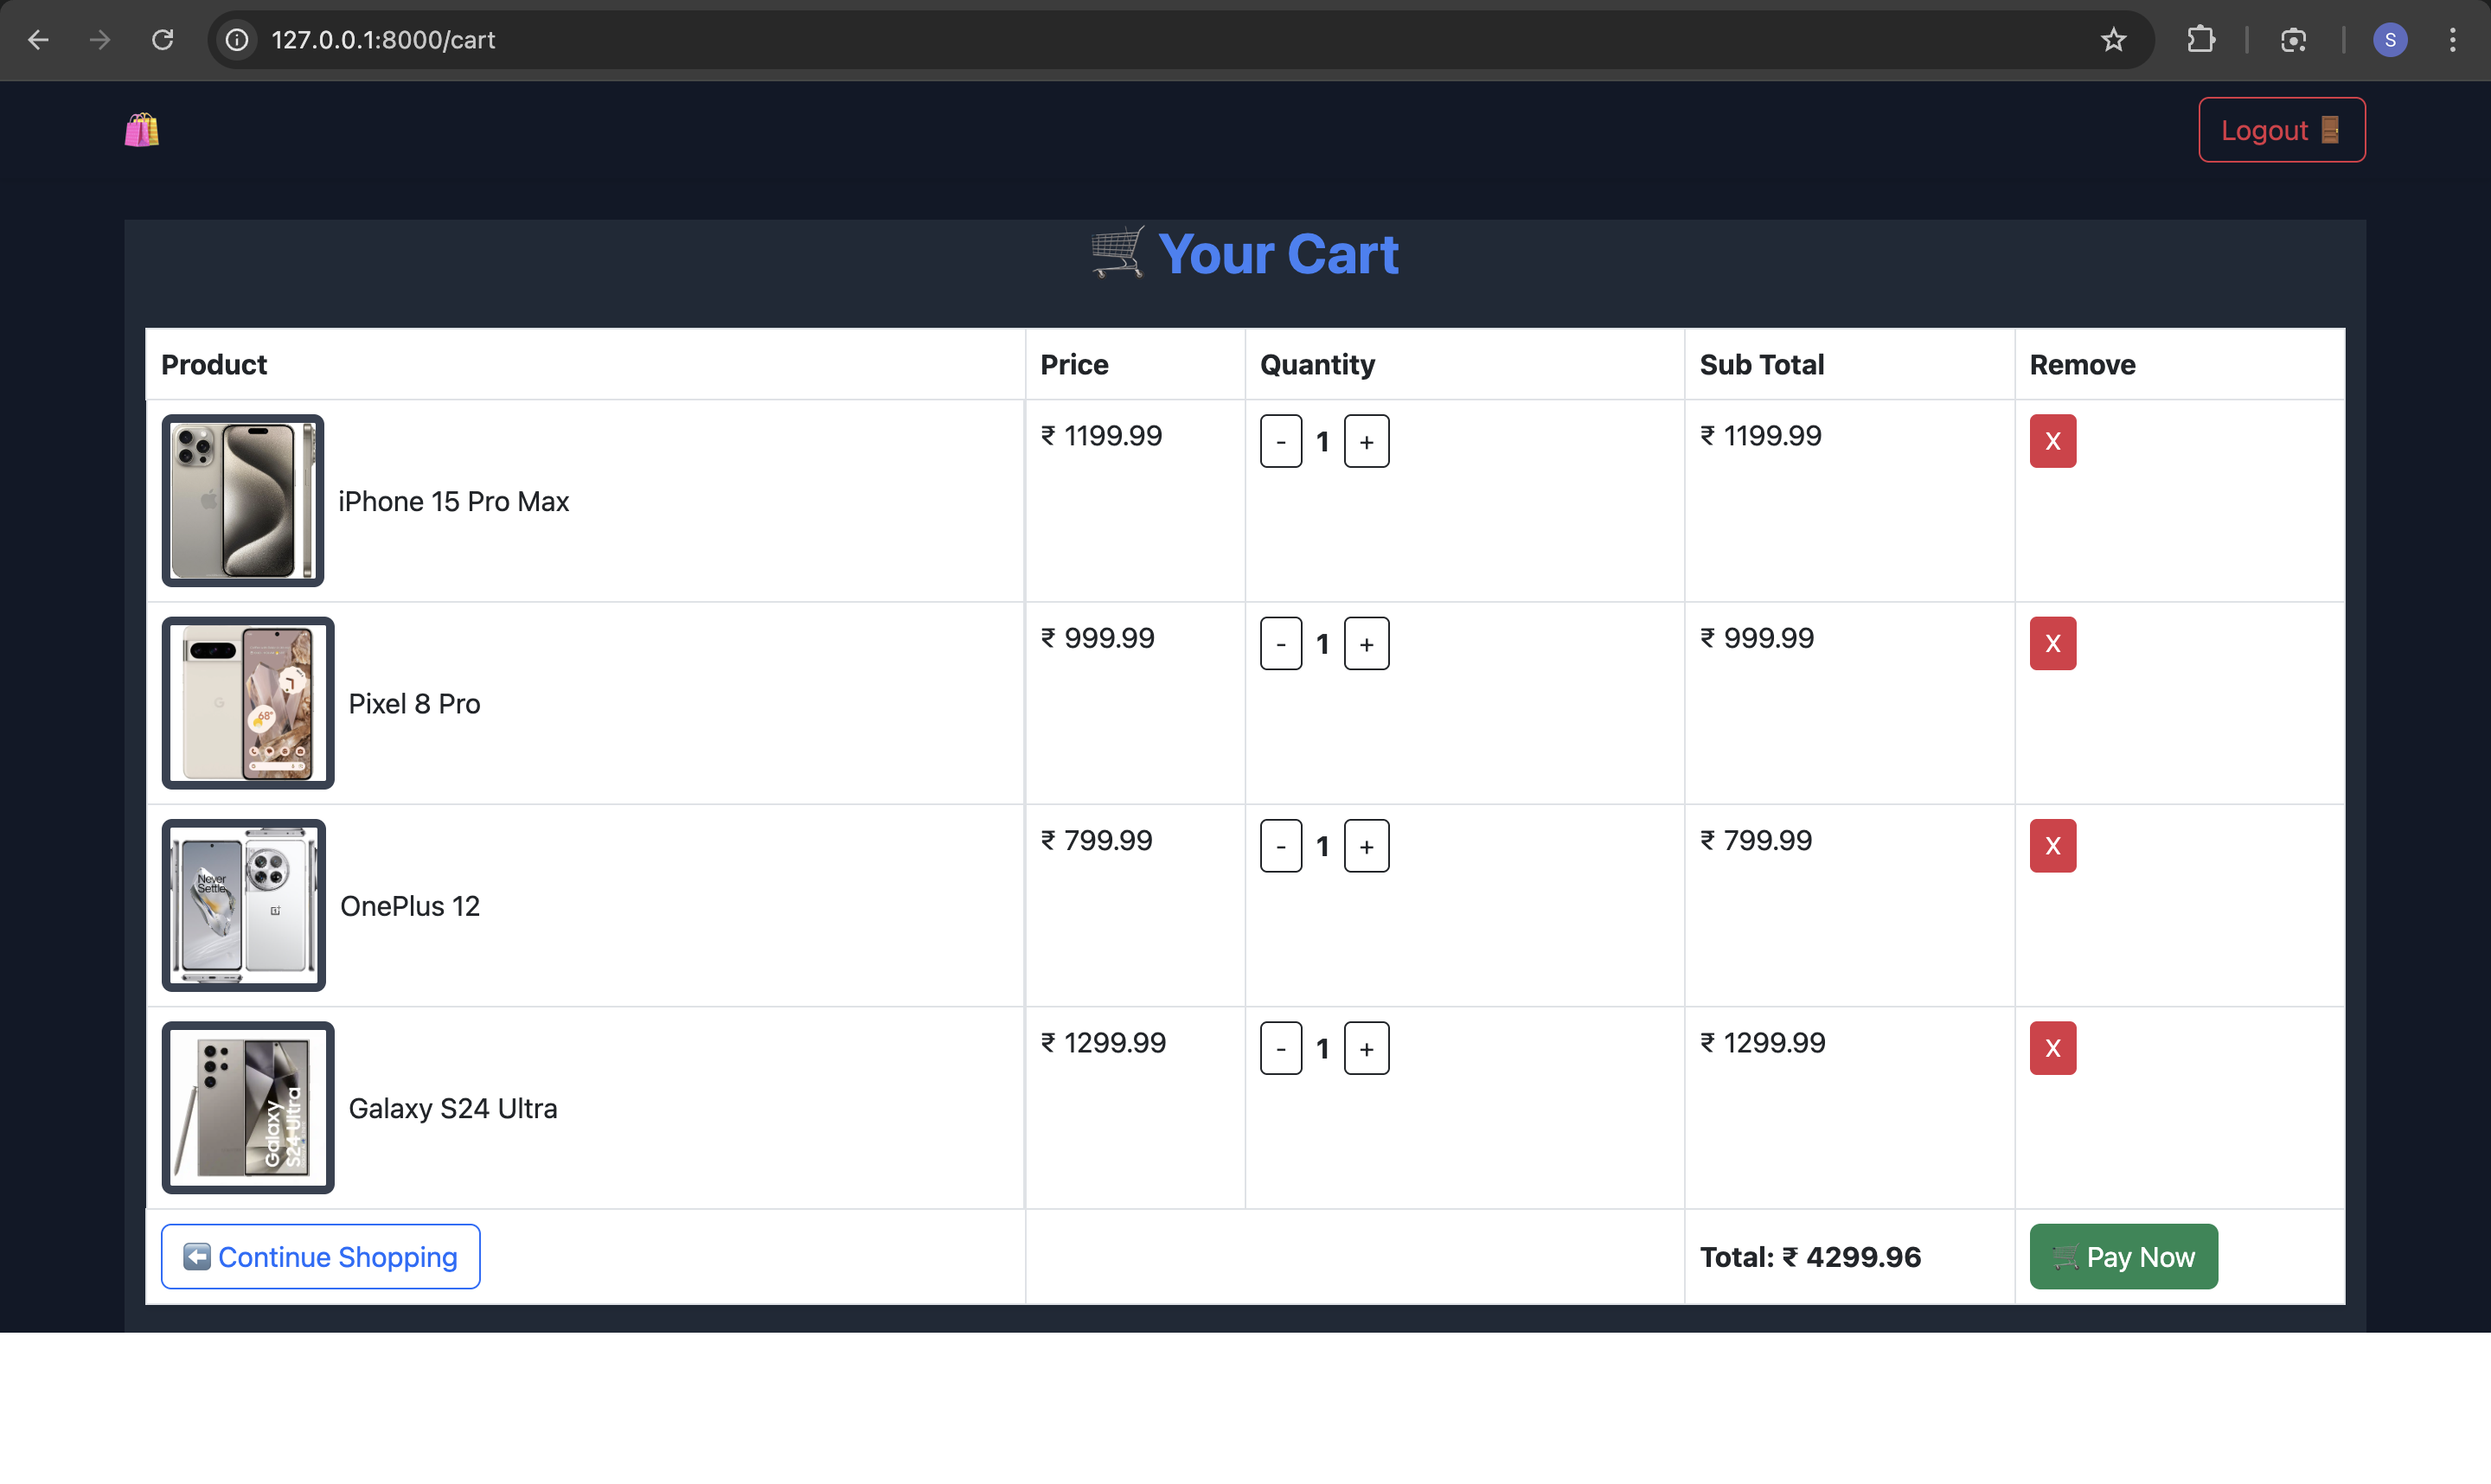 127.0.0.1:8000/cart
S
Logout
Your Cart
Product Price Quantity Sub Total Remove
iPhone 15 Pro Max ₹ 1199.99 - 1 + ₹ 1199.99 X
68°
Pixel 8 Pro ₹ 999.99 - 1 + ₹ 999.99 X
Never
Settle
OnePlus 12 ₹ 799.99 - 1 + ₹ 799.99 X
Galaxy
S24 Ultra
Galaxy S24 Ultra ₹ 1299.99 - 1 + ₹ 1299.99 X
Continue Shopping Total: ₹ 4299.96 Pay Now